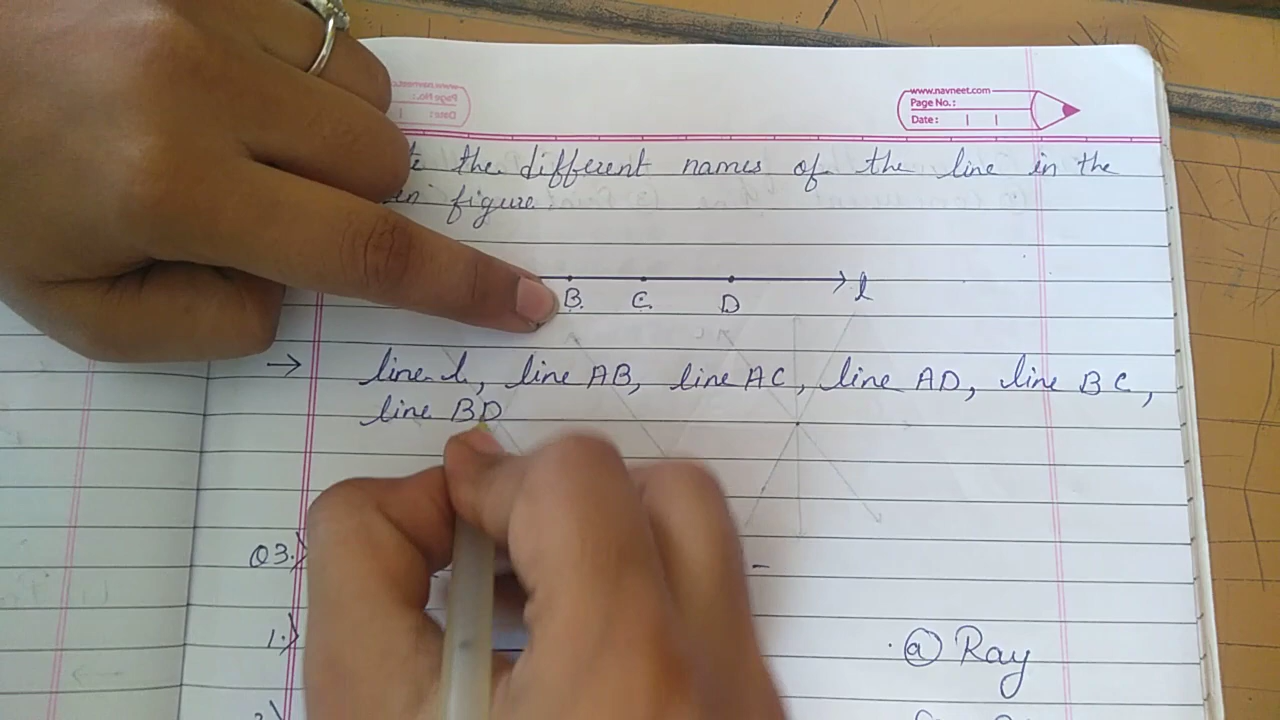 www.navneet.com
Page No.:
Date:
the different names of the line in the
figure.
B. C. D l
→ line l, line AB, line AC, line AD, line BC,
line BD
Q3.)
1.)
@ Ray